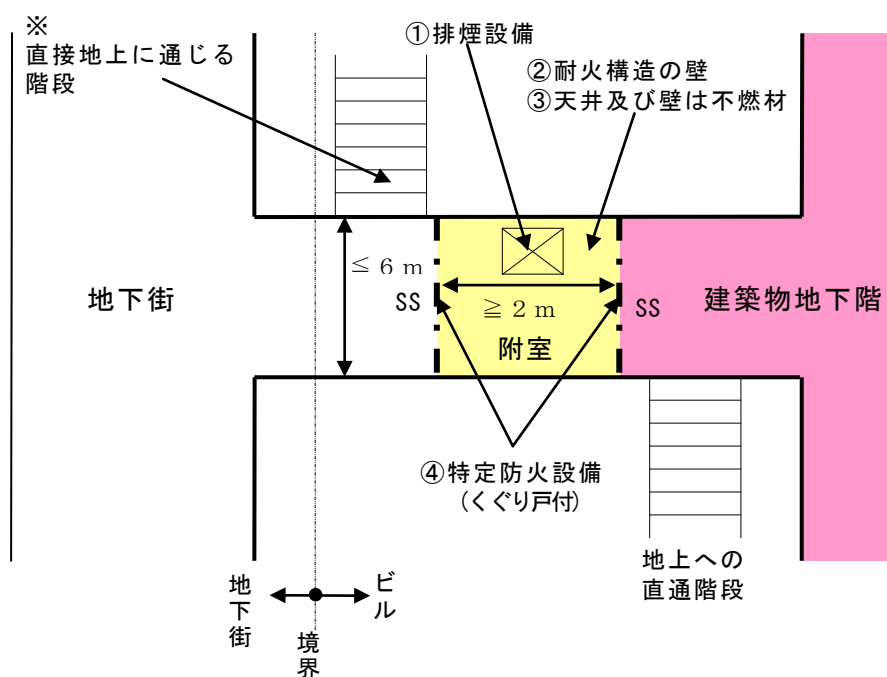 ※
直接地上に通じる
階段
①排煙設備
②耐火構造の壁
③天井及び壁は不燃材
≦６ｍ
地下街
SS
≧２ｍ
SS
建築物地下階
附室
④特定防火設備
(くぐり戸付)
地上への
直通階段
地下街
ビル
境界